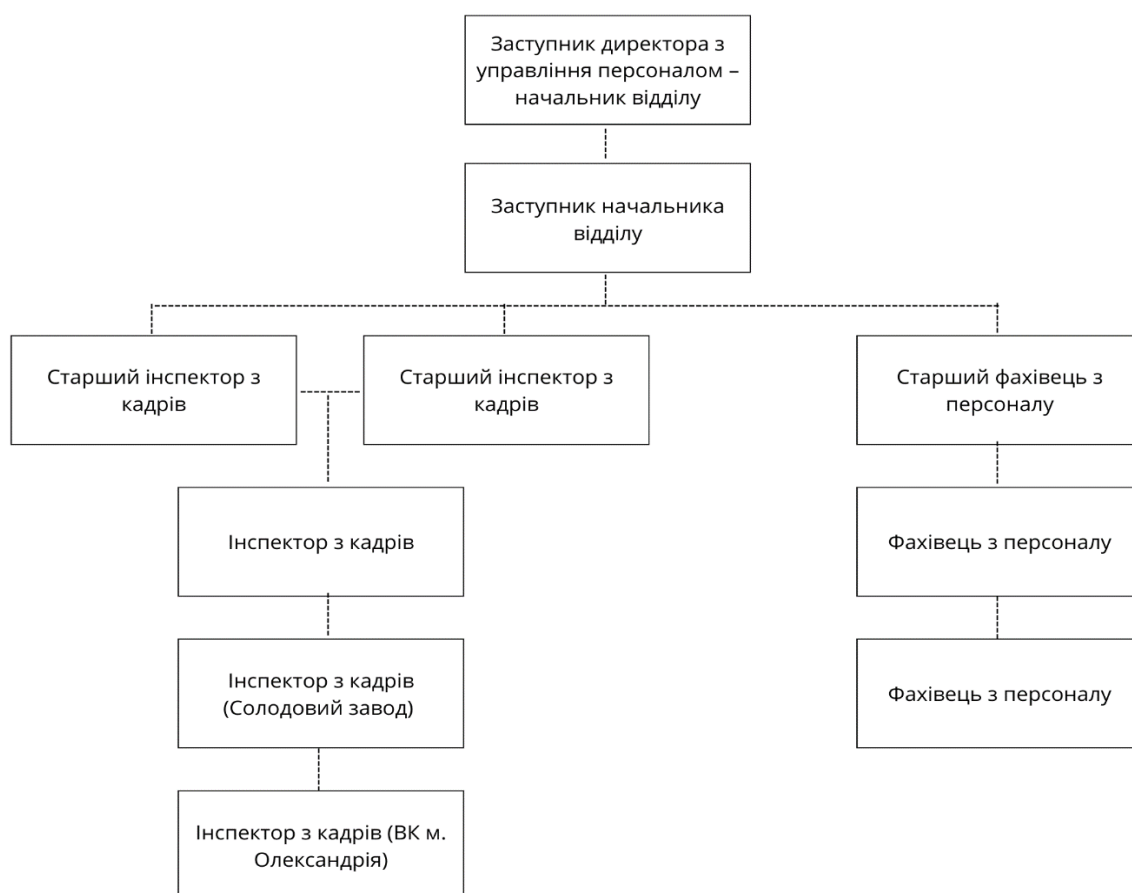 Заступник директора з
управління персоналом –
начальник відділу
Заступник начальника
відділу
Старший інспектор з
кадрів
Старший інспектор з
кадрів
Старший фахівець з
персоналу
Інспектор з кадрів
Фахівець з персоналу
Інспектор з кадрів
(Солодовий завод)
Фахівець з персоналу
Інспектор з кадрів (ВК м.
Олександрія)